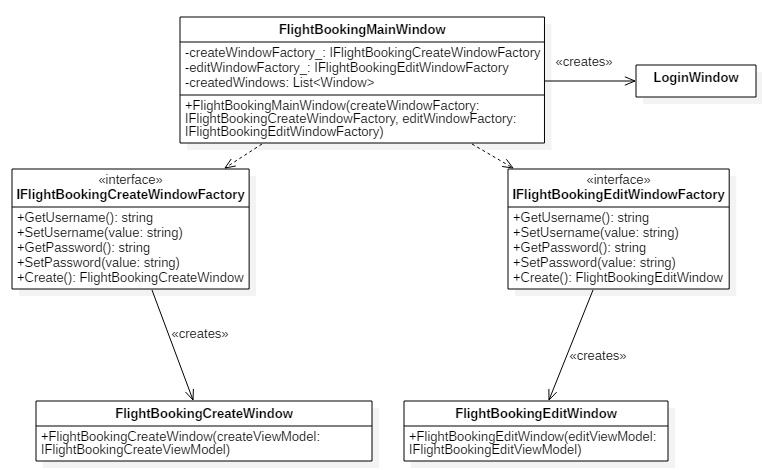 FlightBookingMainWindow
-createWindowFactory_: IFlightBookingCreateWindowFactory
-editWindowFactory_: IFlightBookingEditWindowFactory
-createdWindows: List<Window>
+FlightBookingMainWindow(createWindowFactory:
IFlightBookingCreateWindowFactory, editWindowFactory:
IFlightBookingEditWindowFactory)
«creates»
LoginWindow
«interface»
IFlightBookingCreateWindowFactory
+GetUsername(): string
+SetUsername(value: string)
+GetPassword(): string
+SetPassword(value: string)
+Create(): FlightBookingCreateWindow
«interface»
IFlightBookingEditWindowFactory
+GetUsername(): string
+SetUsername(value: string)
+GetPassword(): string
+SetPassword(value: string)
+Create(): FlightBookingEditWindow
«creates»
«creates»
FlightBookingCreateWindow
+FlightBookingCreateWindow(createViewModel:
IFlightBookingCreateViewModel)
FlightBookingEditWindow
+FlightBookingEditWindow(editViewModel:
IFlightBookingEditViewModel)